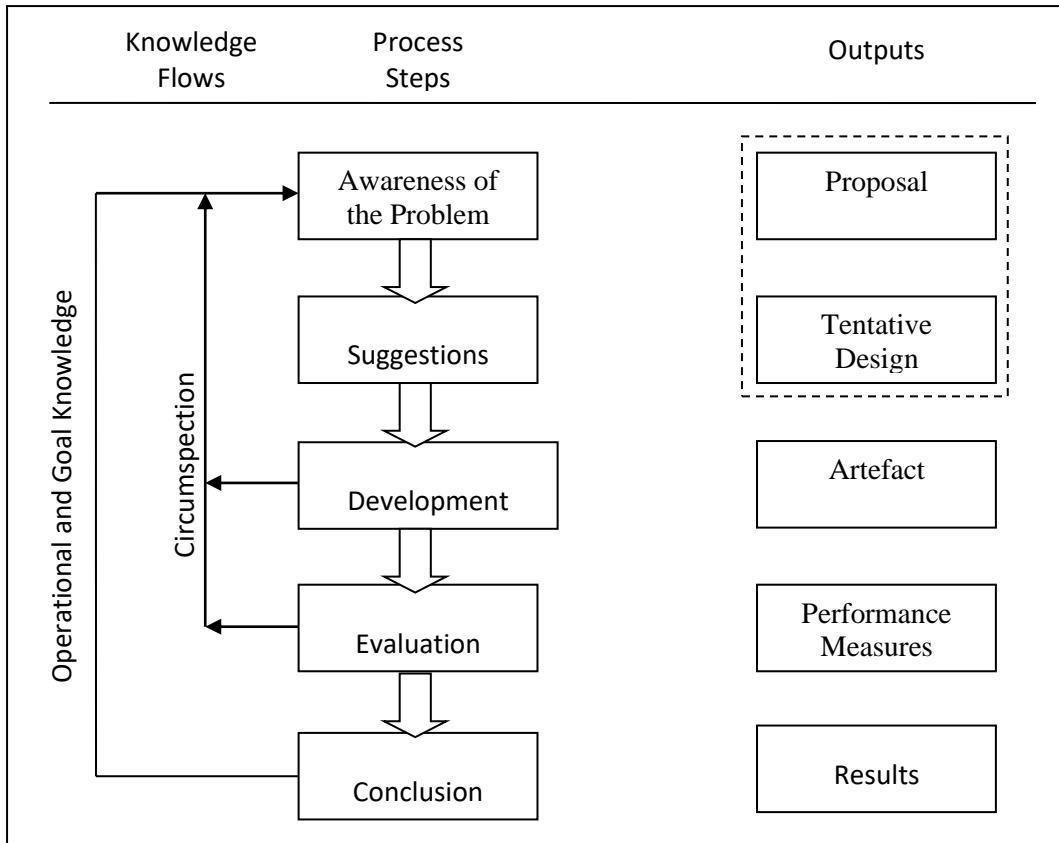 Knowledge
Flows
Process
Steps
Outputs
Operational and Goal Knowledge
Circumspection
Awareness of
the Problem
Proposal
Suggestions
Tentative
Design
Development
Artefact
Evaluation
Performance
Measures
Conclusion
Results